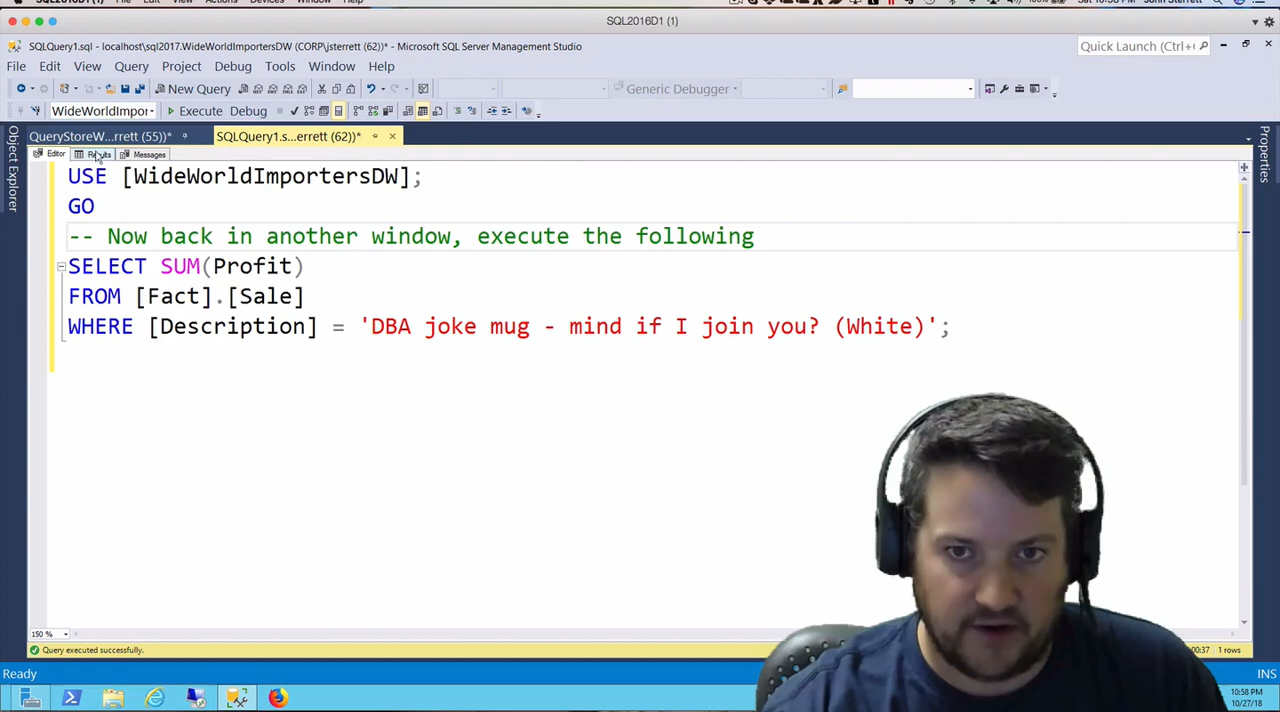 SQL2016D1 (1)
SQLQuery1.sql - localhost\sql2017.WideWorldImportersDW (CORP\jsterrett (62))* - Microsoft SQL Server Management Studio
Quick Launch (Ctrl+
File Edit View Query Project Debug Tools Window Help
New Query
Generic Debugger
WideWorldImpor
Execute Debug
QueryStoreW...rrett (55))*
SQLQuery1.s...errett (62))*
Editor Results Messages
Object Explorer
Properties
USE [WideWorldImportersDW];
GO
-- Now back in another window, execute the following
SELECT SUM(Profit)
FROM [Fact].[Sale]
WHERE [Description] = 'DBA joke mug - mind if I join you? (White)';
150 %
Query executed successfully.
00:37
1 rows
Ready
INS
10:58 PM
10/27/18